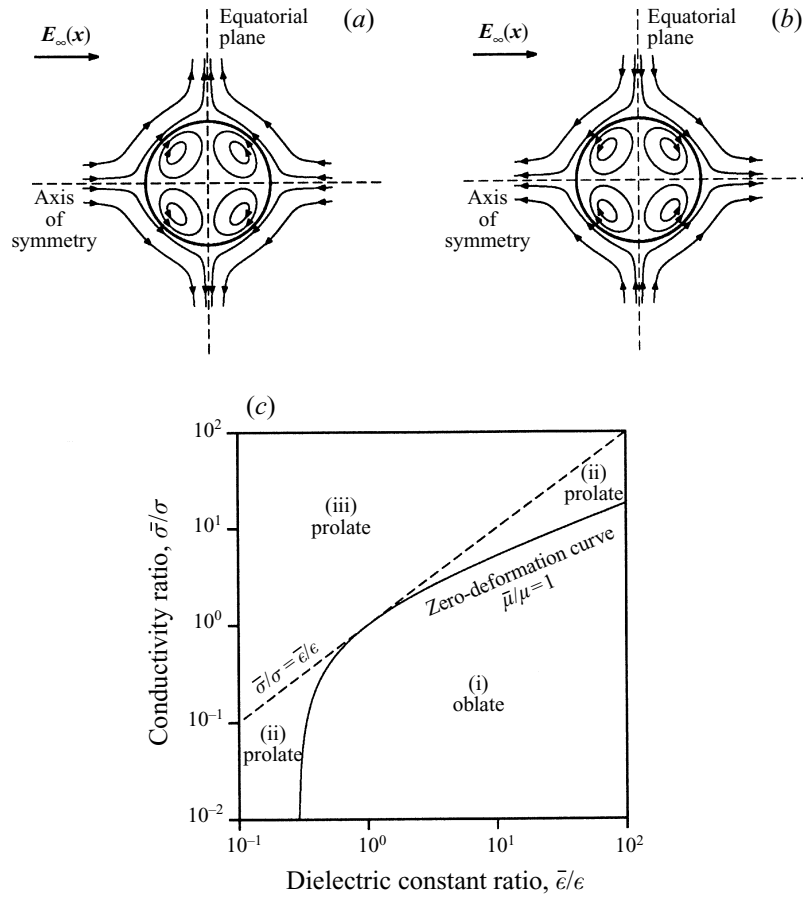 Equatorial
plane
(a)
E∞(x)
Axis
of
symmetry
Equatorial
plane
(b)
E∞(x)
Axis
of
symmetry
(c)
10²
10¹
10⁰
10⁻¹
10⁻²
Conductivity ratio, σ̄/σ
(iii)
prolate
(ii)
prolate
Zero-deformation curve
μ̄/μ=1
σ̄/σ=ϵ̄/ϵ
(i)
oblate
(ii)
prolate
10⁻¹
10⁰
10¹
10²
Dielectric constant ratio, ϵ̄/ϵ